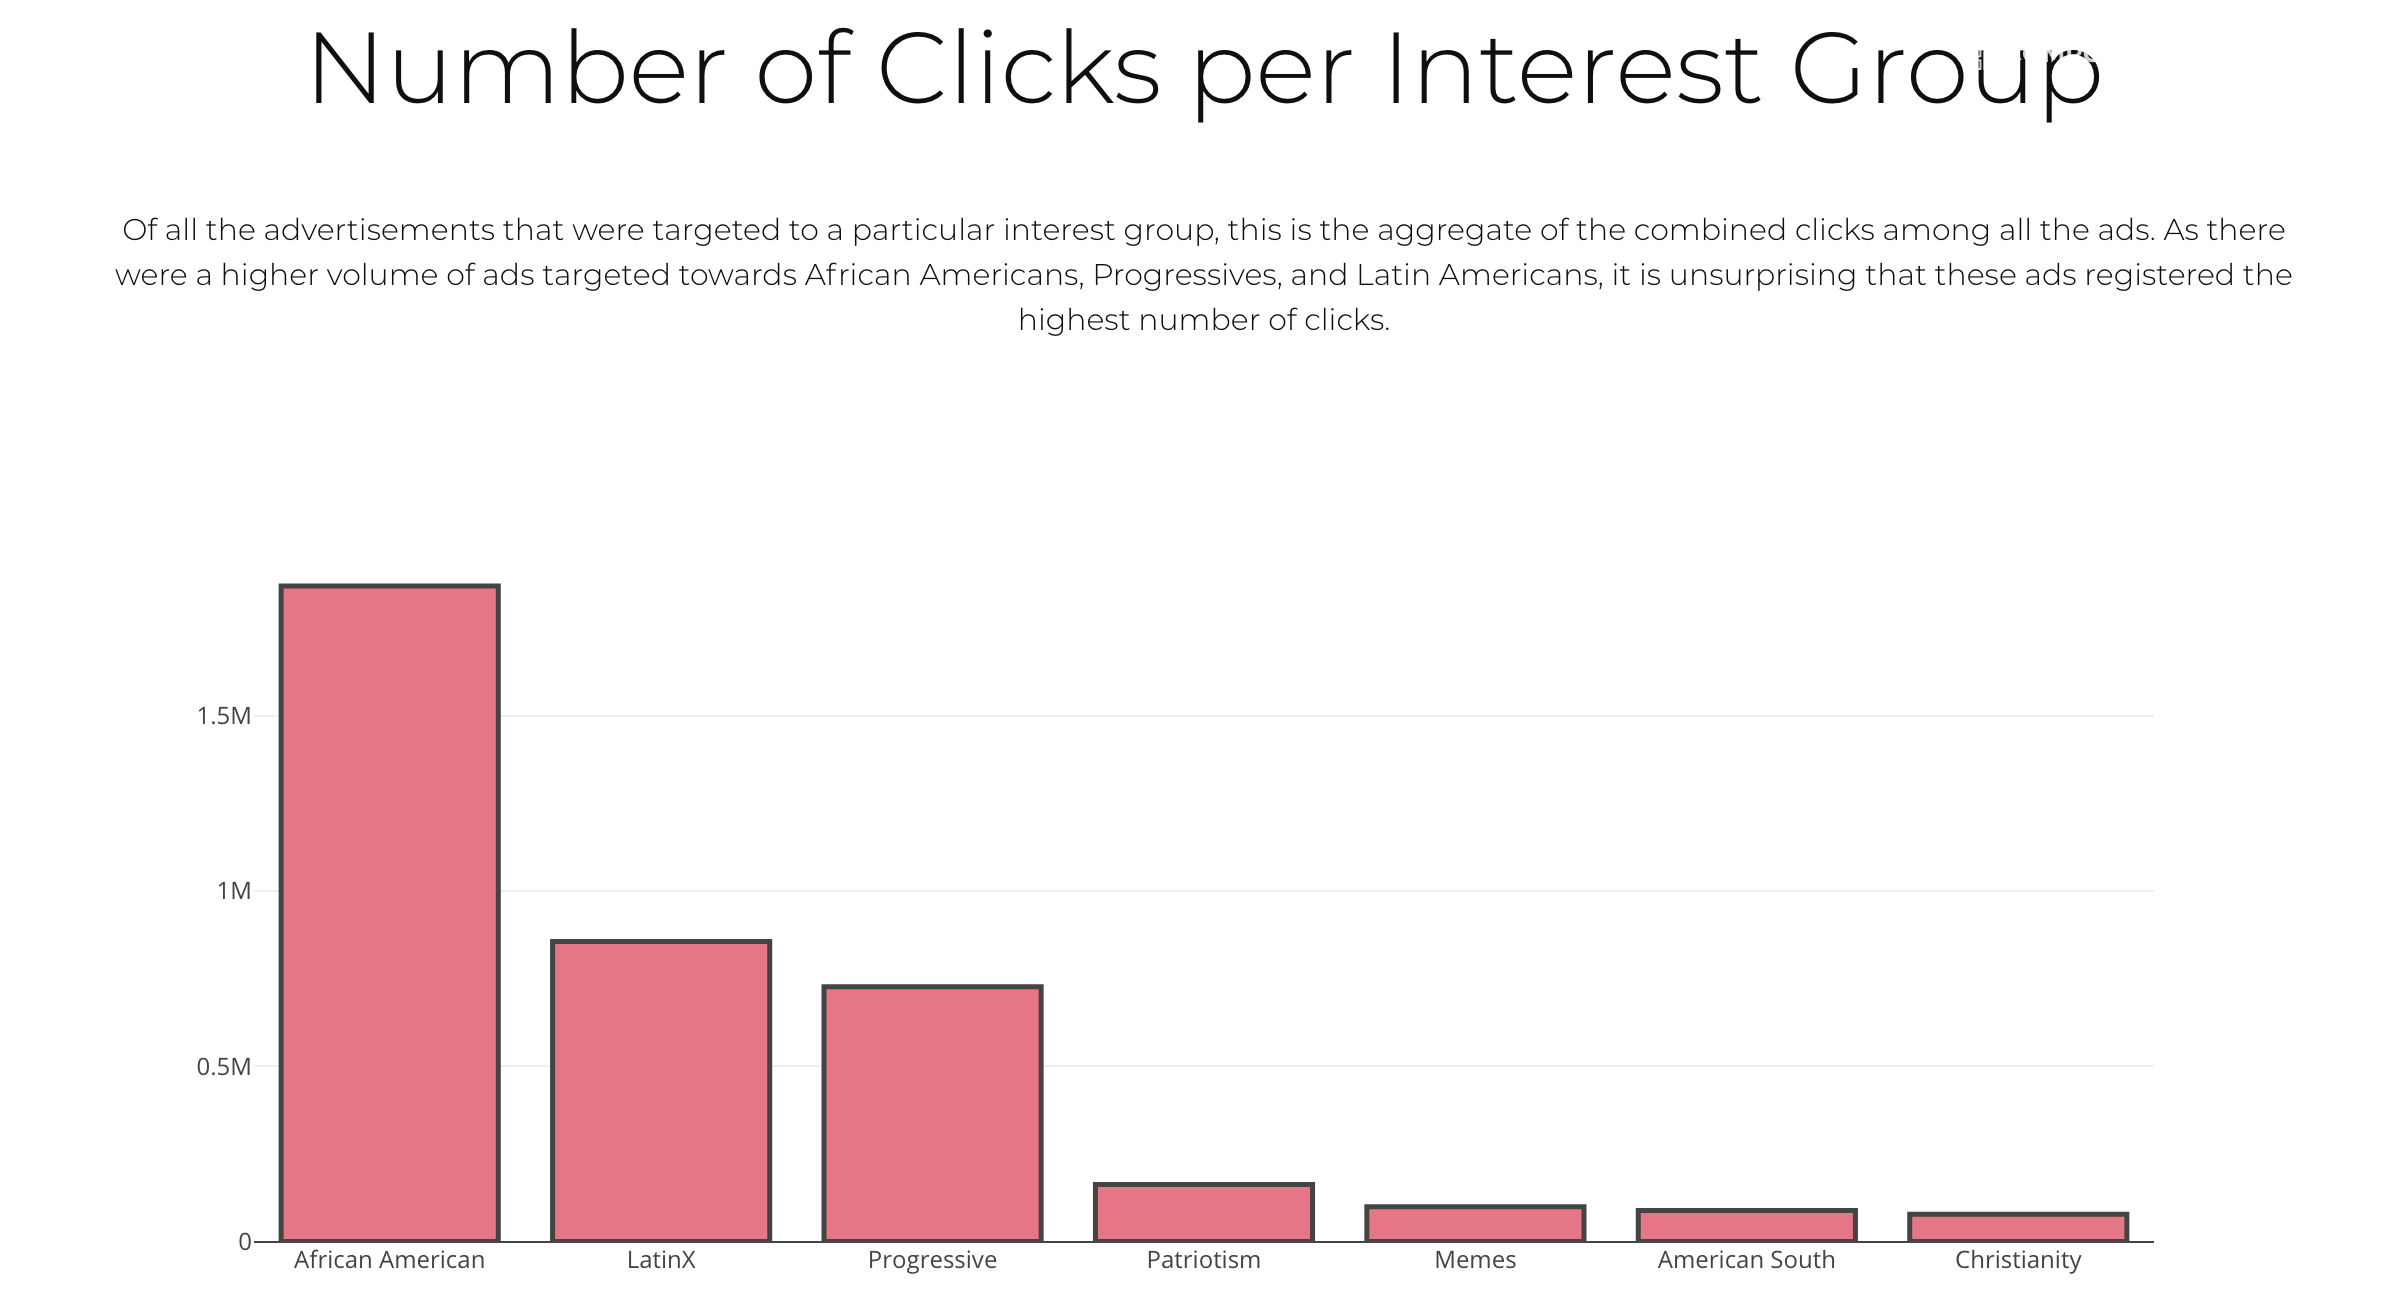 Number of Clicks per Interest Group
Of all the advertisements that were targeted to a particular interest group, this is the aggregate of the combined clicks among all the ads. As there
were a higher volume of ads targeted towards African Americans, Progressives, and Latin Americans, it is unsurprising that these ads registered the
highest number of clicks.
1.5M
1M
0.5M
0
African American LatinX Progressive Patriotism Memes American South Christianity